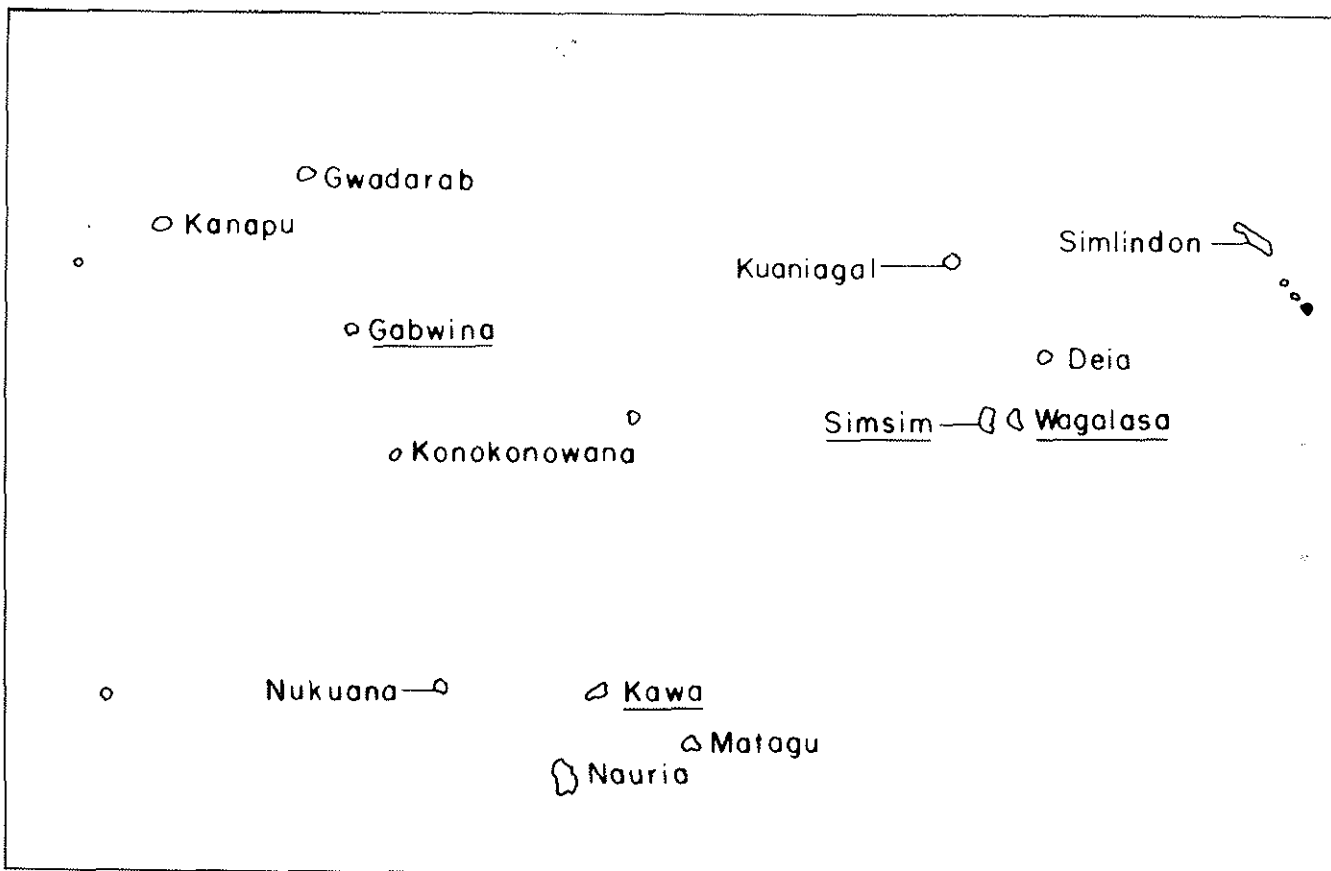 Gwadarab
Kanapu
Simlindon
Kuaniagal
Gabwina
Deia
Simsim
Wagalasa
Konokonowana
Nukuana
Kawa
Matagu
Nauria